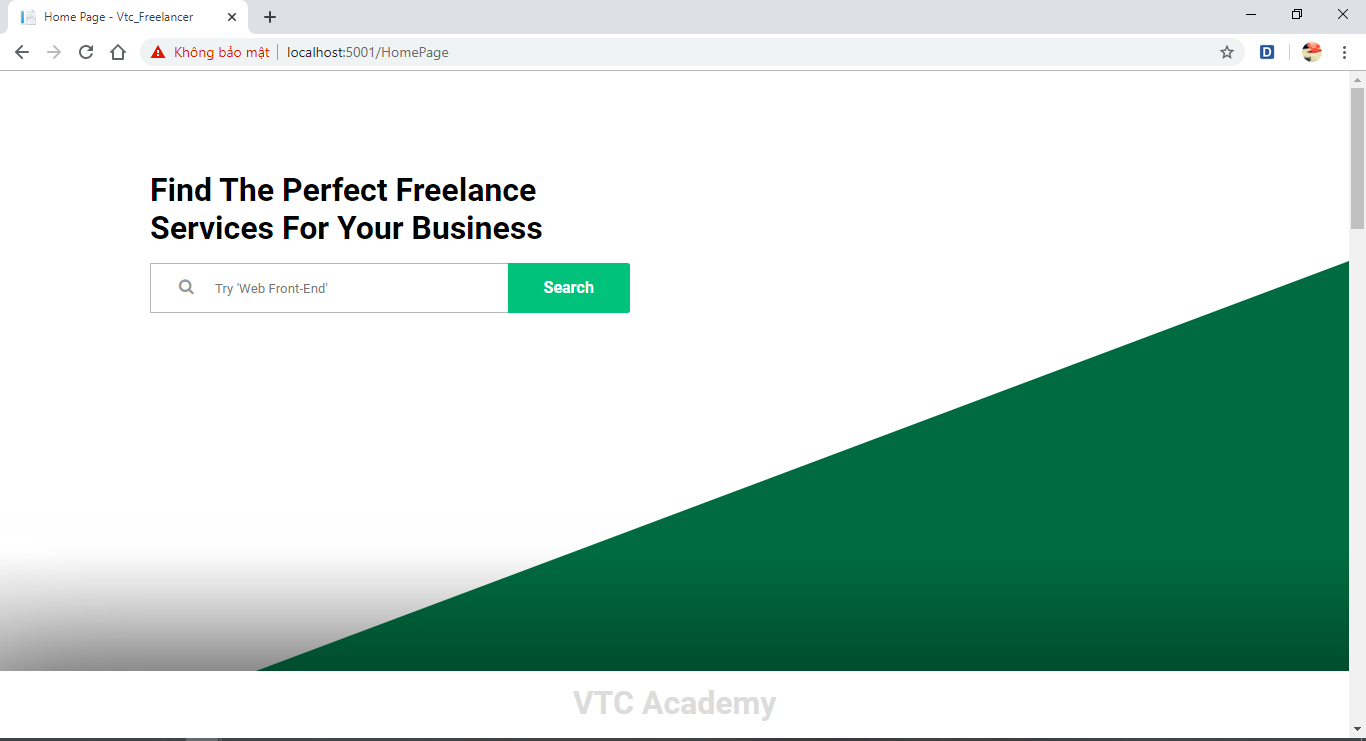 Home Page - Vtc_Freelancer
Không bảo mật localhost:5001/HomePage
D
Find The Perfect Freelance
Services For Your Business
Try 'Web Front-End'
Search
VTC Academy